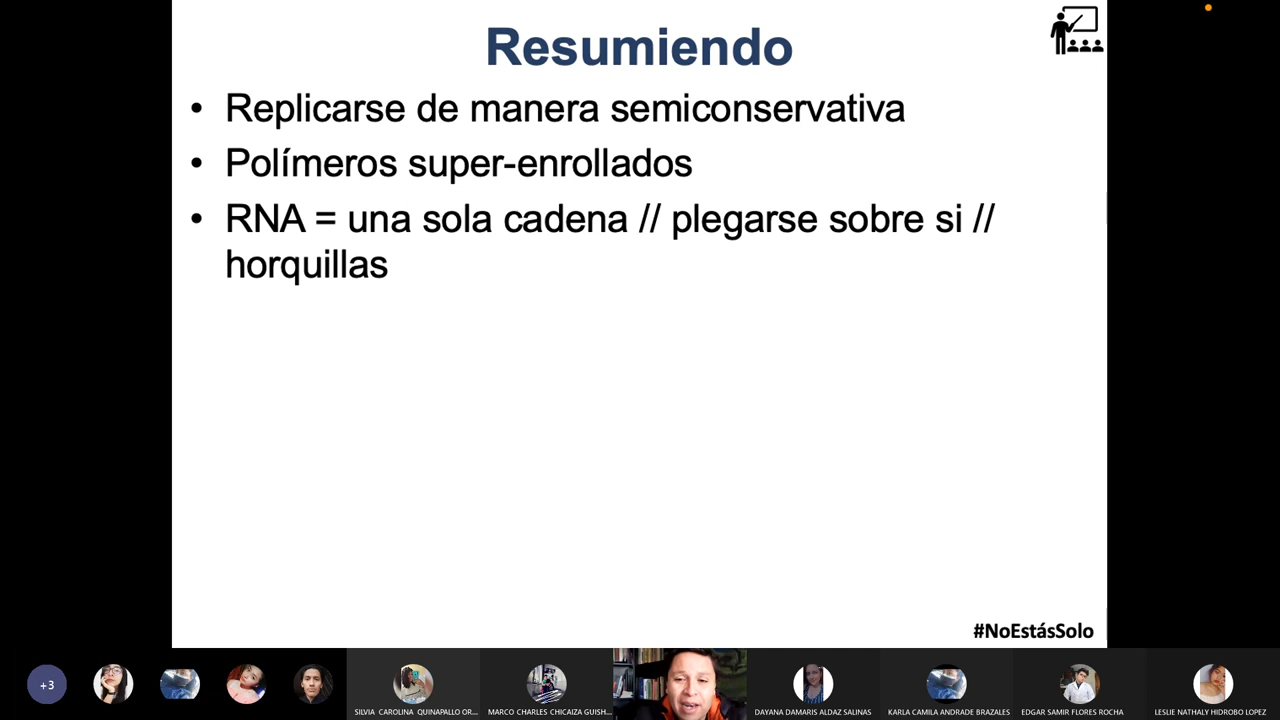 Resumiendo
• Replicarse de manera semiconservativa
• Polímeros super-enrollados
• RNA = una sola cadena // plegarse sobre si //
horquillas
#NoEstásSolo
+3
SILVIA CAROLINA QUINAPALLO OR...
MARCO CHARLES CHICAIZA GUISH...
DAYANA DAMARIS ALDAZ SALINAS
KARLA CAMILA ANDRADE BRAZALES
EDGAR SAMIR FLORES ROCHA
LESLIE NATHALY HIDROBO LOPEZ